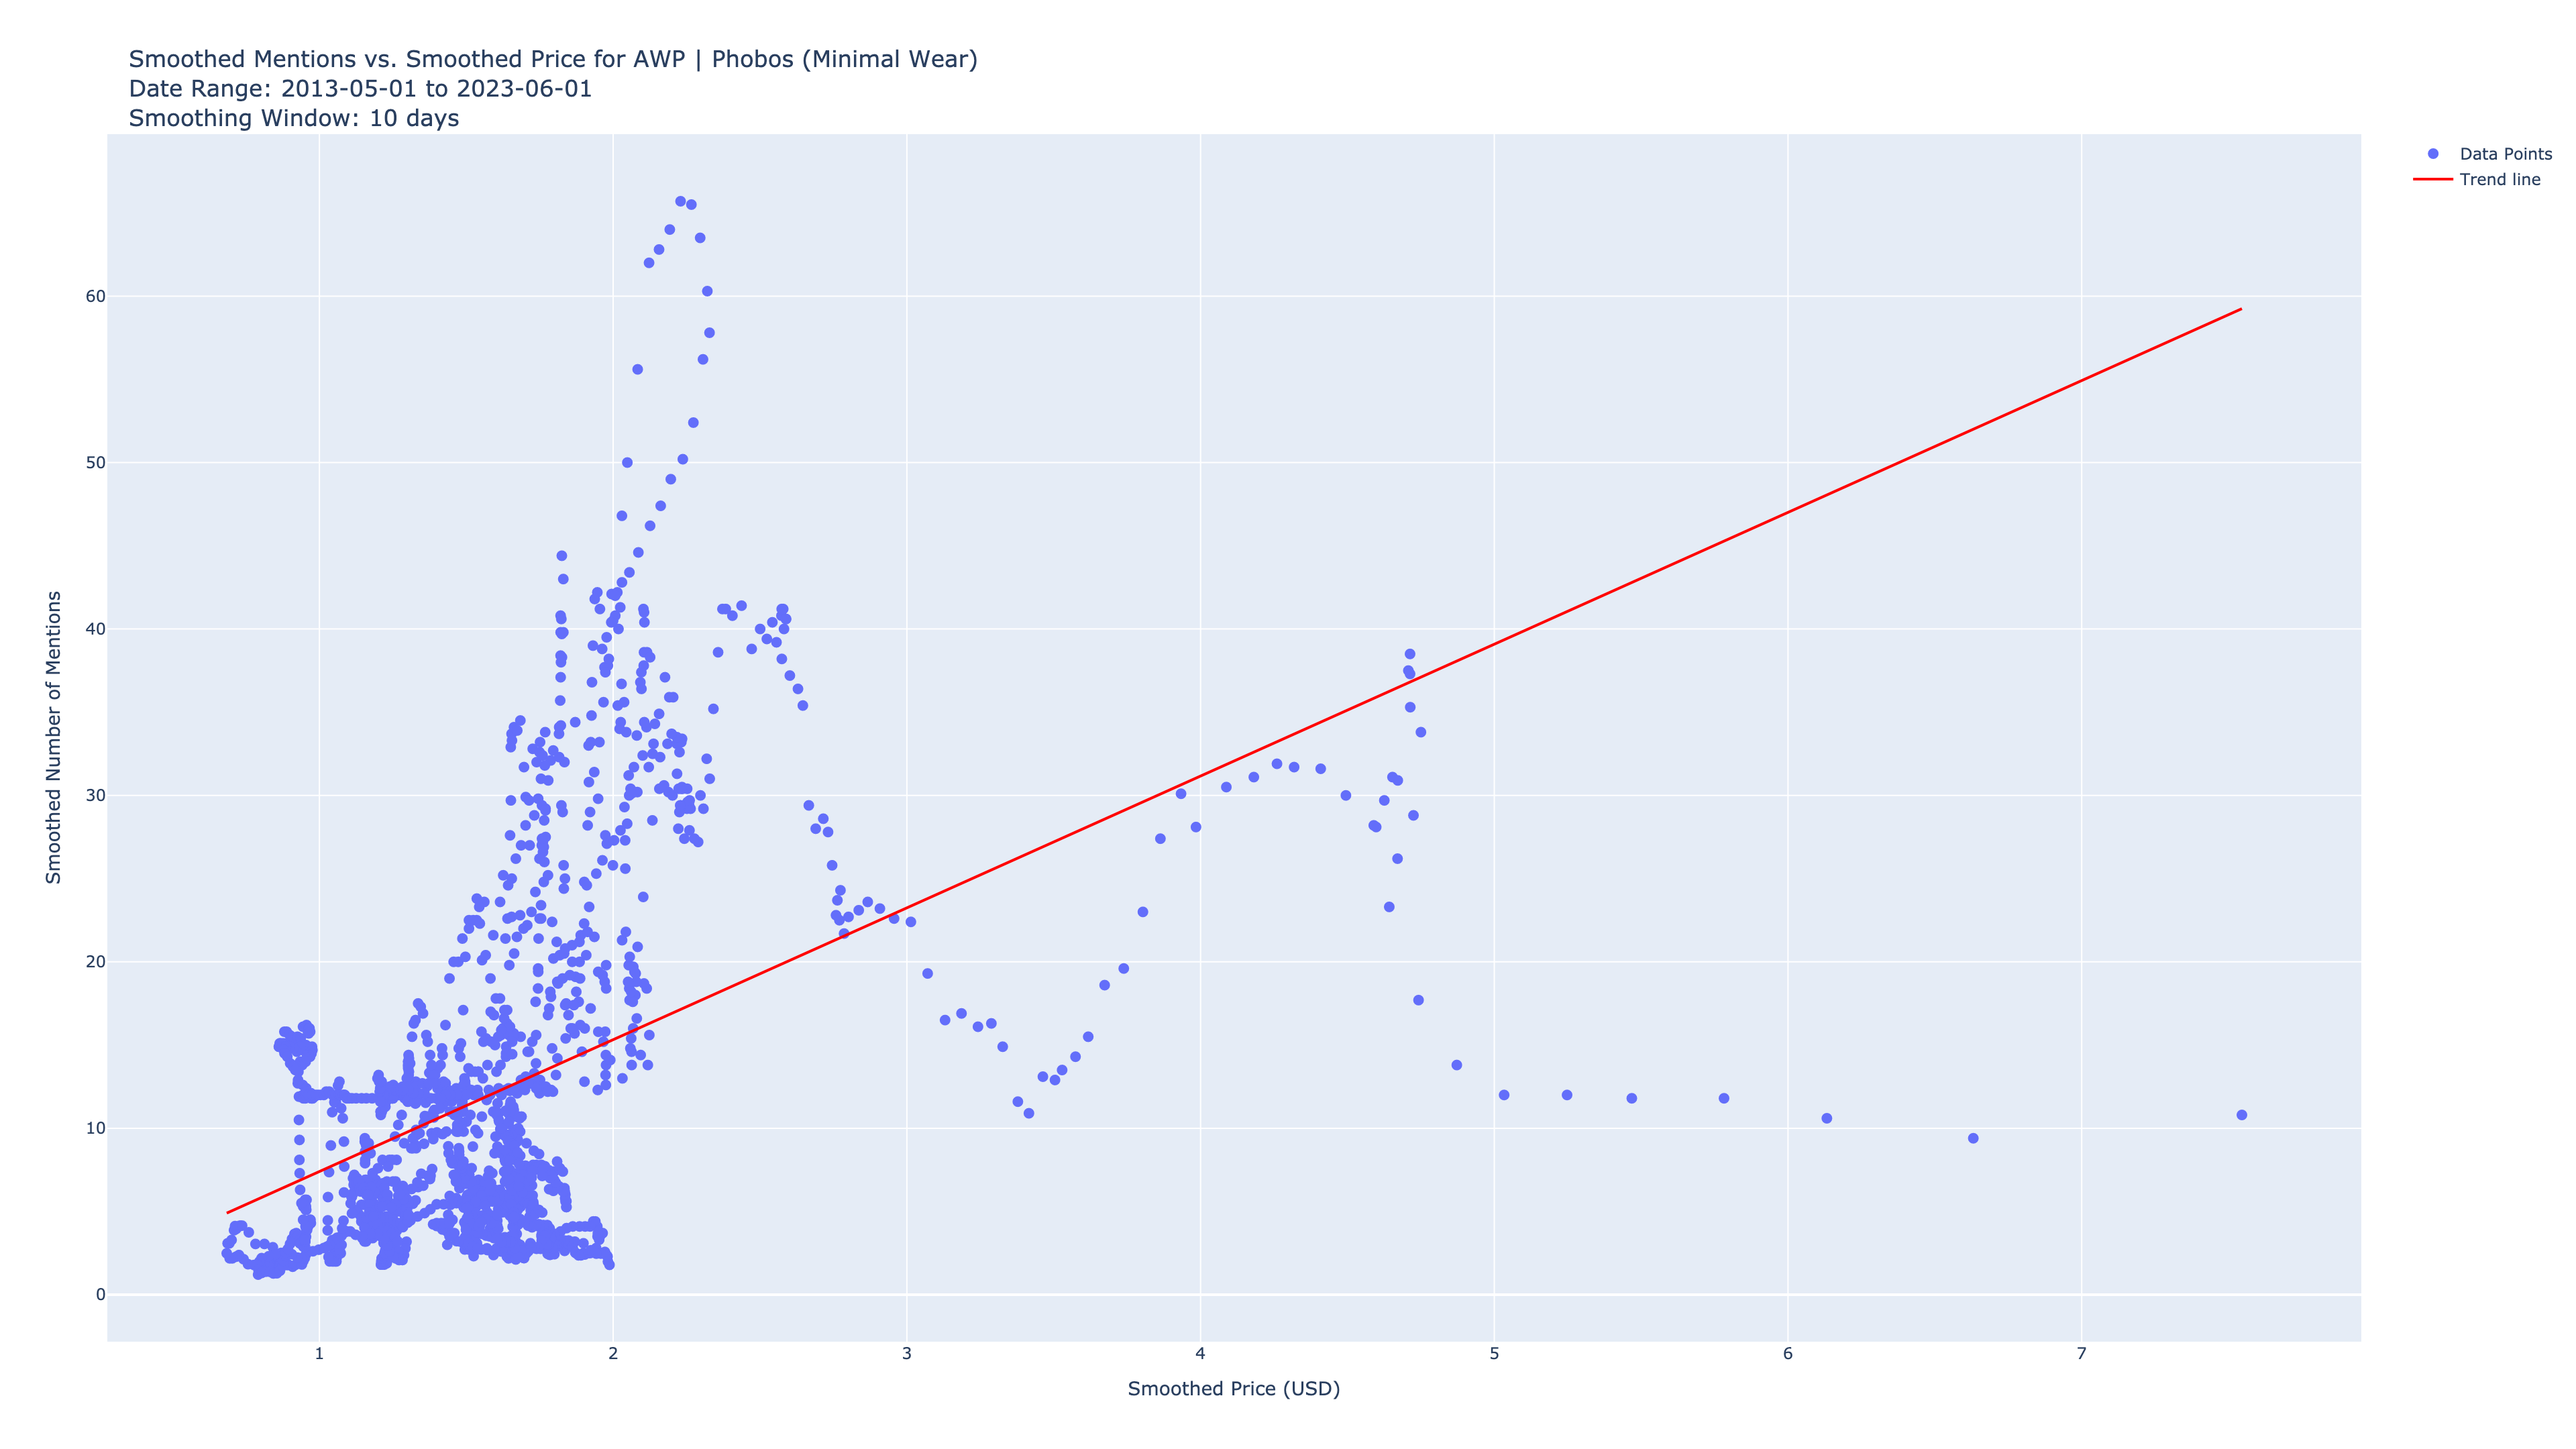 Smoothed Mentions vs. Smoothed Price for AWP | Phobos (Minimal Wear)
Date Range: 2013-05-01 to 2023-06-01
Smoothing Window: 10 days
Data Points
Trend line
60
50
40
30
20
10
0
Smoothed Number of Mentions
1 2 3 4 5 6 7
Smoothed Price (USD)